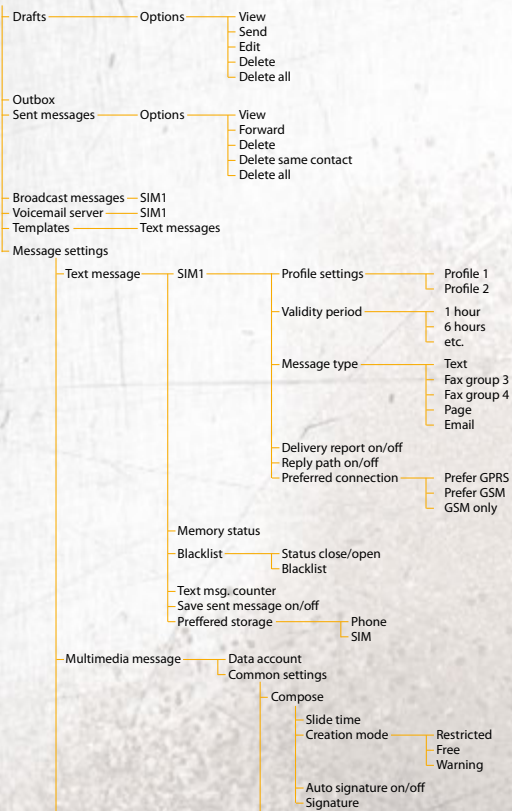 Drafts Options View
Send
Edit
Delete
Delete all
Outbox
Sent messages Options View
Forward
Delete
Delete same contact
Delete all
Broadcast messages SIM1
Voicemail server SIM1
Templates Text messages
Message settings
Text message SIM1 Profile settings Profile 1
Profile 2
Validity period 1 hour
6 hours
etc.
Message type Text
Fax group 3
Fax group 4
Page
Email
Delivery report on/off
Reply path on/off
Preferred connection Prefer GPRS
Prefer GSM
GSM only
Memory status
Blacklist Status close/open
Blacklist
Text msg. counter
Save sent message on/off
Preffered storage Phone
SIM
Multimedia message Data account
Common settings
Compose
Slide time
Creation mode Restricted
Free
Warning
Auto signature on/off
Signature